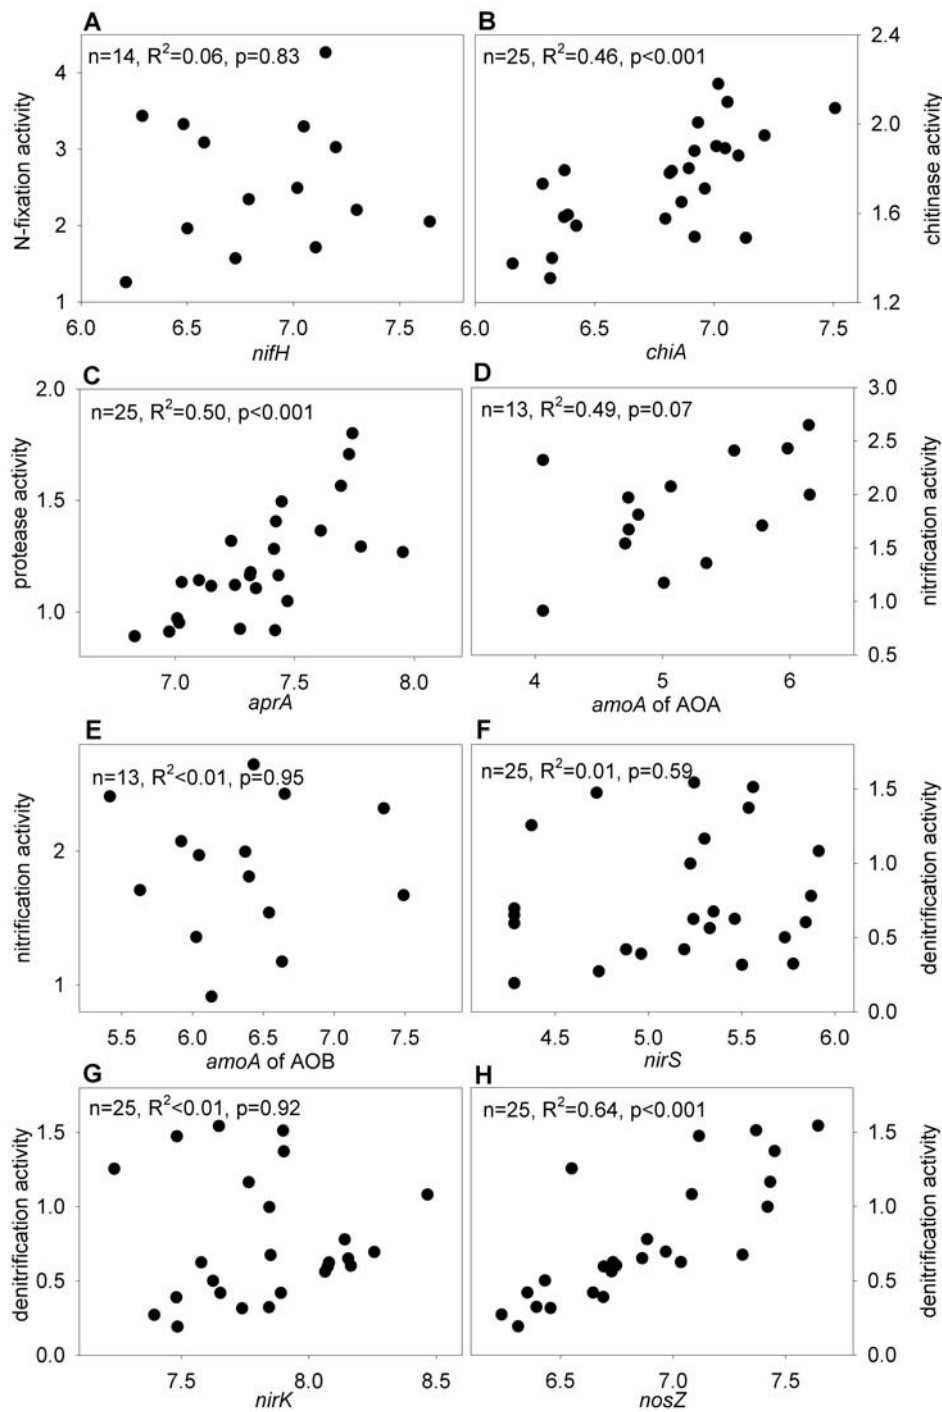 A
B
n=14, R²=0.06, p=0.83
n=25, R²=0.46, p<0.001
N-fixation activity
4
3
2
1
6.0 6.5 7.0 7.5
nifH
chitinase activity
2.4
2.0
1.6
1.2
6.0 6.5 7.0 7.5
chiA
C
D
n=25, R²=0.50, p<0.001
n=13, R²=0.49, p=0.07
protease activity
2.0
1.5
1.0
7.0 7.5 8.0
aprA
nitrification activity
3.0
2.5
2.0
1.5
1.0
0.5
4 5 6
amoA of AOA
E
F
n=13, R²<0.01, p=0.95
n=25, R²=0.01, p=0.59
nitrification activity
2
1
5.5 6.0 6.5 7.0 7.5
amoA of AOB
denitrification activity
1.5
1.0
0.5
0.0
4.5 5.0 5.5 6.0
nirS
G
H
n=25, R²<0.01, p=0.92
n=25, R²=0.64, p<0.001
denitrification activity
1.5
1.0
0.5
0.0
7.5 8.0 8.5
nirK
denitrification activity
1.5
1.0
0.5
0.0
6.5 7.0 7.5
nosZ